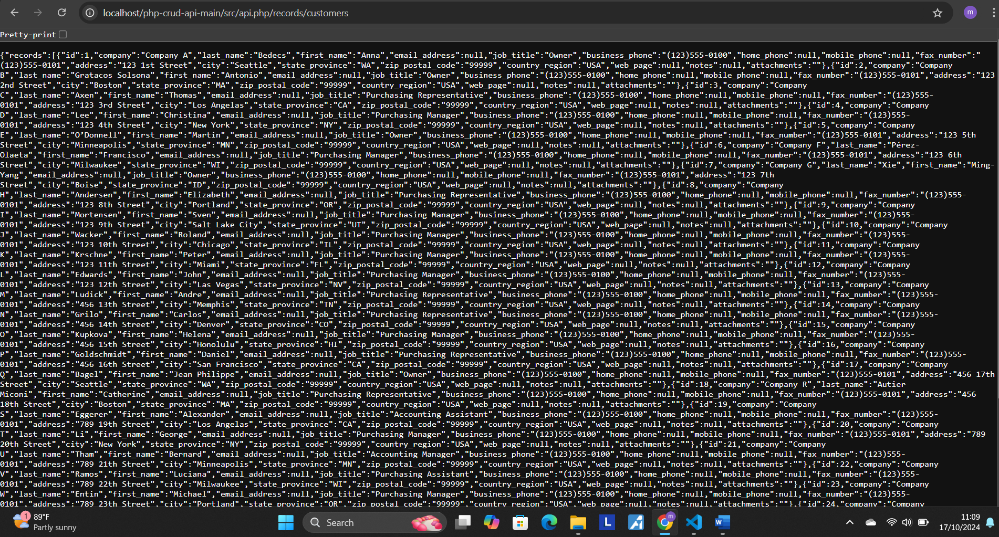 localhost/php-crud-api-main/src/api.php/records/customers
m
Pretty-print
{"records":[{"id":1,"company":"Company A","last_name":"Bedecs","first_name":"Anna","email_address":null,"job_title":"Owner","business_phone":"(123)555-0100","home_phone":null,"mobile_phone":null,"fax_number":"
(123)555-0101","address":"123 1st Street","city":"Seattle","state_province":"WA","zip_postal_code":"99999","country_region":"USA","web_page":null,"notes":null,"attachments":""},{"id":2,"company":"Company
B","last_name":"Gratacos Solsona","first_name":"Antonio","email_address":null,"job_title":"Owner","business_phone":"(123)555-0100","home_phone":null,"mobile_phone":null,"fax_number":"(123)555-0101","address":"123
2nd Street","city":"Boston","state_province":"MA","zip_postal_code":"99999","country_region":"USA","web_page":null,"notes":null,"attachments":""},{"id":3,"company":"Company
C","last_name":"Axen","first_name":"Thomas","email_address":null,"job_title":"Purchasing Representative","business_phone":"(123)555-0100","home_phone":null,"mobile_phone":null,"fax_number":"(123)555-
0101","address":"123 3rd Street","city":"Los Angelas","state_province":"CA","zip_postal_code":"99999","country_region":"USA","web_page":null,"notes":null,"attachments":""},{"id":4,"company":"Company
D","last_name":"Lee","first_name":"Christina","email_address":null,"job_title":"Purchasing Manager","business_phone":"(123)555-0100","home_phone":null,"mobile_phone":null,"fax_number":"(123)555-
0101","address":"123 4th Street","city":"New York","state_province":"NY","zip_postal_code":"99999","country_region":"USA","web_page":null,"notes":null,"attachments":""},{"id":5,"company":"Company
E","last_name":"O’Donnell","first_name":"Martin","email_address":null,"job_title":"Owner","business_phone":"(123)555-0100","home_phone":null,"mobile_phone":null,"fax_number":"(123)555-0101","address":"123 5th
Street","city":"Minneapolis","state_province":"MN","zip_postal_code":"99999","country_region":"USA","web_page":null,"notes":null,"attachments":""},{"id":6,"company":"Company F","last_name":"Pérez-
Olaeta","first_name":"Francisco","email_address":null,"job_title":"Purchasing Manager","business_phone":"(123)555-0100","home_phone":null,"mobile_phone":null,"fax_number":"(123)555-0101","address":"123 6th
Street","city":"Milwaukee","state_province":"WI","zip_postal_code":"99999","country_region":"USA","web_page":null,"notes":null,"attachments":""},{"id":7,"company":"Company G","last_name":"Xie","first_name":"Ming-
Yang","email_address":null,"job_title":"Owner","business_phone":"(123)555-0100","home_phone":null,"mobile_phone":null,"fax_number":"(123)555-0101","address":"123 7th
Street","city":"Boise","state_province":"ID","zip_postal_code":"99999","country_region":"USA","web_page":null,"notes":null,"attachments":""},{"id":8,"company":"Company
H","last_name":"Andersen","first_name":"Elizabeth","email_address":null,"job_title":"Purchasing Representative","business_phone":"(123)555-0100","home_phone":null,"mobile_phone":null,"fax_number":"(123)555-
0101","address":"123 8th Street","city":"Portland","state_province":"OR","zip_postal_code":"99999","country_region":"USA","web_page":null,"notes":null,"attachments":""},{"id":9,"company":"Company
I","last_name":"Mortensen","first_name":"Sven","email_address":null,"job_title":"Purchasing Manager","business_phone":"(123)555-0100","home_phone":null,"mobile_phone":null,"fax_number":"(123)555-
0101","address":"123 9th Street","city":"Salt Lake City","state_province":"UT","zip_postal_code":"99999","country_region":"USA","web_page":null,"notes":null,"attachments":""},{"id":10,"company":"Company
J","last_name":"Wacker","first_name":"Roland","email_address":null,"job_title":"Purchasing Manager","business_phone":"(123)555-0100","home_phone":null,"mobile_phone":null,"fax_number":"(123)555-
0101","address":"123 10th Street","city":"Chicago","state_province":"IL","zip_postal_code":"99999","country_region":"USA","web_page":null,"notes":null,"attachments":""},{"id":11,"company":"Company
K","last_name":"Krschne","first_name":"Peter","email_address":null,"job_title":"Purchasing Manager","business_phone":"(123)555-0100","home_phone":null,"mobile_phone":null,"fax_number":"(123)555-
0101","address":"123 11th Street","city":"Miami","state_province":"FL","zip_postal_code":"99999","country_region":"USA","web_page":null,"notes":null,"attachments":""},{"id":12,"company":"Company
L","last_name":"Edwards","first_name":"John","email_address":null,"job_title":"Purchasing Manager","business_phone":"(123)555-0100","home_phone":null,"mobile_phone":null,"fax_number":"(123)555-
0101","address":"123 12th Street","city":"Las Vegas","state_province":"NV","zip_postal_code":"99999","country_region":"USA","web_page":null,"notes":null,"attachments":""},{"id":13,"company":"Company
M","last_name":"Ludick","first_name":"Andre","email_address":null,"job_title":"Purchasing Representative","business_phone":"(123)555-0100","home_phone":null,"mobile_phone":null,"fax_number":"(123)555-
0101","address":"456 13th Street","city":"Memphis","state_province":"TN","zip_postal_code":"99999","country_region":"USA","web_page":null,"notes":null,"attachments":""},{"id":14,"company":"Company
N","last_name":"Grilo","first_name":"Carlos","email_address":null,"job_title":"Purchasing Representative","business_phone":"(123)555-0100","home_phone":null,"mobile_phone":null,"fax_number":"(123)555-
0101","address":"456 14th Street","city":"Denver","state_province":"CO","zip_postal_code":"99999","country_region":"USA","web_page":null,"notes":null,"attachments":""},{"id":15,"company":"Company
O","last_name":"Kupkova","first_name":"Helena","email_address":null,"job_title":"Purchasing Manager","business_phone":"(123)555-0100","home_phone":null,"mobile_phone":null,"fax_number":"(123)555-
0101","address":"456 15th Street","city":"Honolulu","state_province":"HI","zip_postal_code":"99999","country_region":"USA","web_page":null,"notes":null,"attachments":""},{"id":16,"company":"Company
P","last_name":"Goldschmidt","first_name":"Daniel","email_address":null,"job_title":"Purchasing Representative","business_phone":"(123)555-0100","home_phone":null,"mobile_phone":null,"fax_number":"(123)555-
0101","address":"456 16th Street","city":"San Francisco","state_province":"CA","zip_postal_code":"99999","country_region":"USA","web_page":null,"notes":null,"attachments":""},{"id":17,"company":"Company
Q","last_name":"Bagel","first_name":"Jean Philippe","email_address":null,"job_title":"Owner","business_phone":"(123)555-0100","home_phone":null,"mobile_phone":null,"fax_number":"(123)555-0101","address":"456 17th
Street","city":"Seattle","state_province":"WA","zip_postal_code":"99999","country_region":"USA","web_page":null,"notes":null,"attachments":""},{"id":18,"company":"Company R","last_name":"Autier
Miconi","first_name":"Catherine","email_address":null,"job_title":"Purchasing Representative","business_phone":"(123)555-0100","home_phone":null,"mobile_phone":null,"fax_number":"(123)555-0101","address":"456
18th Street","city":"Boston","state_province":"MA","zip_postal_code":"99999","country_region":"USA","web_page":null,"notes":null,"attachments":""},{"id":19,"company":"Company
S","last_name":"Eggerer","first_name":"Alexander","email_address":null,"job_title":"Accounting Assistant","business_phone":"(123)555-0100","home_phone":null,"mobile_phone":null,"fax_number":"(123)555-
0101","address":"789 19th Street","city":"Los Angelas","state_province":"CA","zip_postal_code":"99999","country_region":"USA","web_page":null,"notes":null,"attachments":""},{"id":20,"company":"Company
T","last_name":"Li","first_name":"George","email_address":null,"job_title":"Purchasing Manager","business_phone":"(123)555-0100","home_phone":null,"mobile_phone":null,"fax_number":"(123)555-0101","address":"789
20th Street","city":"New York","state_province":"NY","zip_postal_code":"99999","country_region":"USA","web_page":null,"notes":null,"attachments":""},{"id":21,"company":"Company
U","last_name":"Tham","first_name":"Bernard","email_address":null,"job_title":"Accounting Manager","business_phone":"(123)555-0100","home_phone":null,"mobile_phone":null,"fax_number":"(123)555-
0101","address":"789 21th Street","city":"Minneapolis","state_province":"MN","zip_postal_code":"99999","country_region":"USA","web_page":null,"notes":null,"attachments":""},{"id":22,"company":"Company
V","last_name":"Ramos","first_name":"Luciana","email_address":null,"job_title":"Purchasing Assistant","business_phone":"(123)555-0100","home_phone":null,"mobile_phone":null,"fax_number":"(123)555-
0101","address":"789 22th Street","city":"Milwaukee","state_province":"WI","zip_postal_code":"99999","country_region":"USA","web_page":null,"notes":null,"attachments":""},{"id":23,"company":"Company
W","last_name":"Entin","first_name":"Michael","email_address":null,"job_title":"Purchasing Manager","business_phone":"(123)555-0100","home_phone":null,"mobile_phone":null,"fax_number":"(123)555-
0101","address":"789 23th Street","city":"Portland","state_province":"OR","zip_postal_code":"99999","country_region":"USA","web_page":null,"notes":null,"attachments":""},{"id":24,"company":"Company
1
89°F
Partly sunny
Search
L
m
W
11:09
17/10/2024